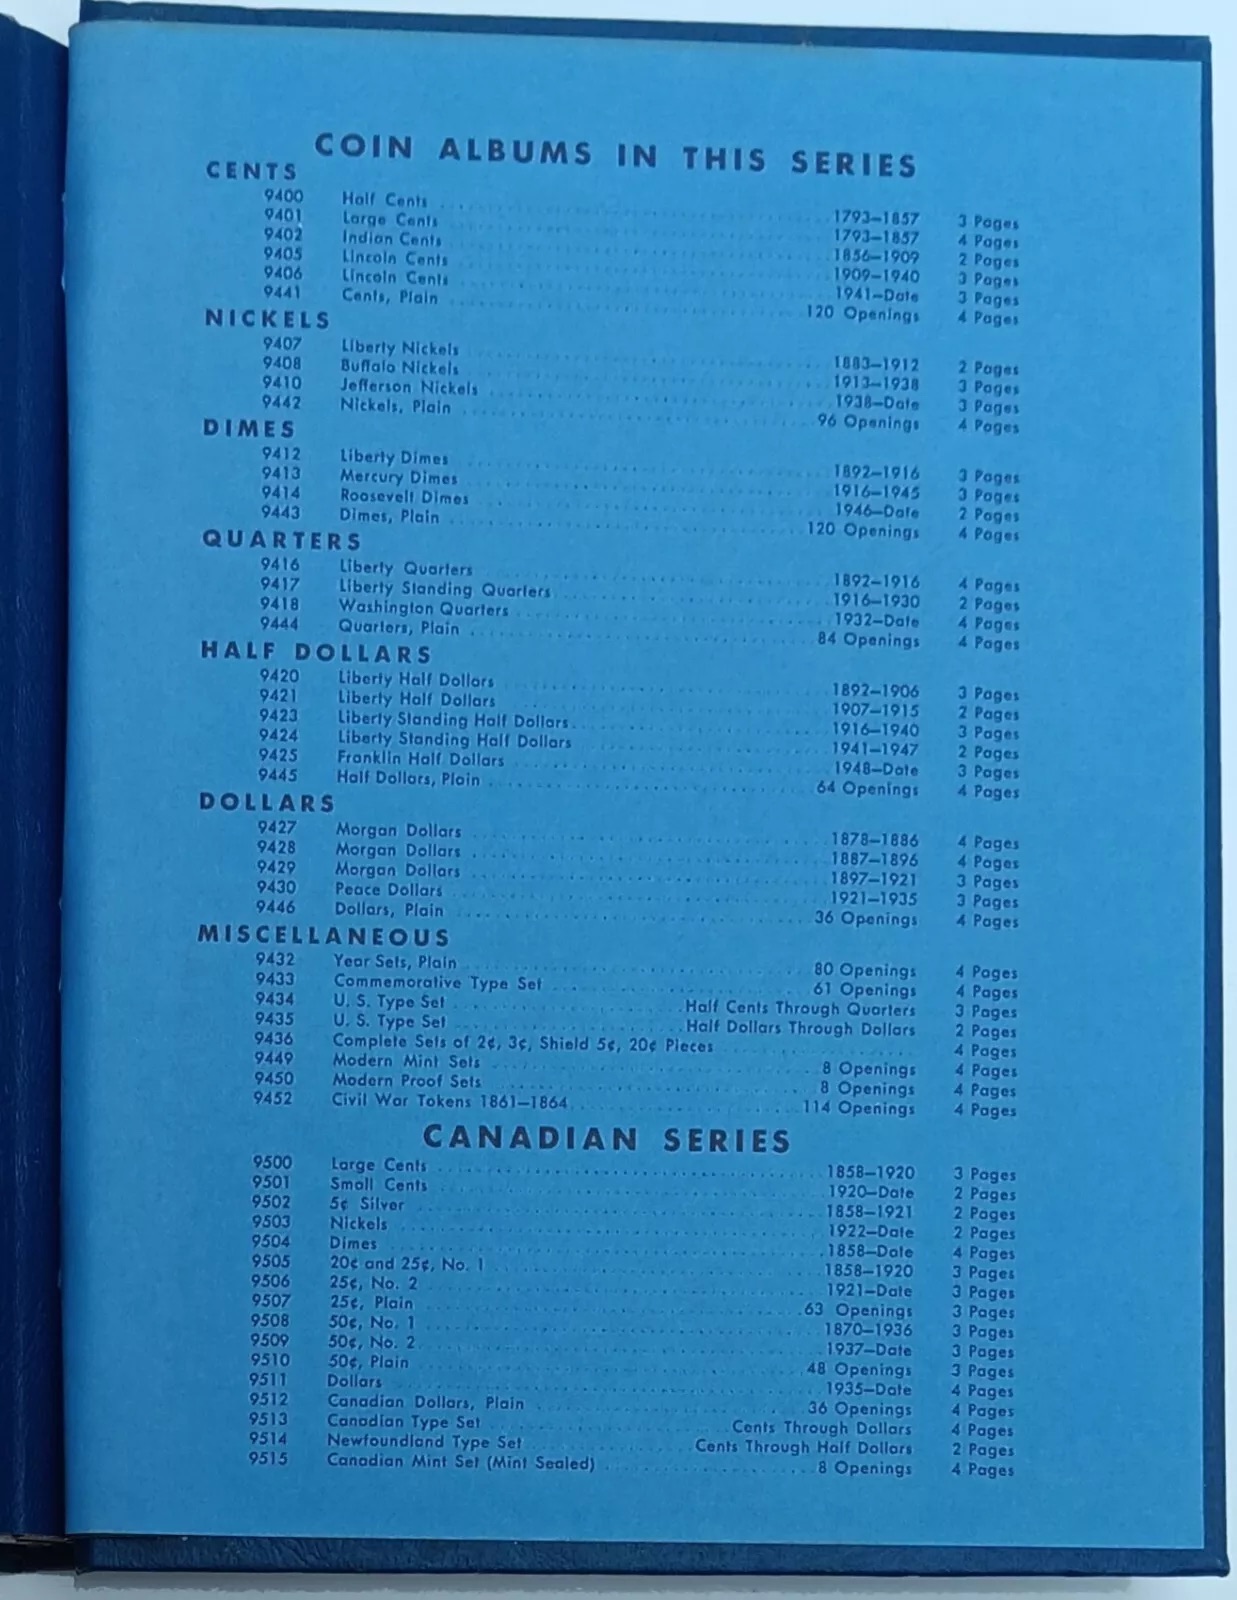 COIN ALBUMS IN THIS SERIES
CENTS
9400 Half Cents 1793–1857 3 Pages
9401 Large Cents 1793–1857 4 Pages
9402 Indian Cents 1856–1909 2 Pages
9405 Lincoln Cents 1909–1940 3 Pages
9406 Lincoln Cents 1941–Date 3 Pages
9441 Cents, Plain 120 Openings 4 Pages
NICKELS
9407 Liberty Nickels 1883–1912 2 Pages
9408 Buffalo Nickels 1913–1938 3 Pages
9410 Jefferson Nickels 1938–Date 3 Pages
9442 Nickels, Plain 96 Openings 4 Pages
DIMES
9412 Liberty Dimes 1892–1916 3 Pages
9413 Mercury Dimes 1916–1945 3 Pages
9414 Roosevelt Dimes 1946–Date 2 Pages
9443 Dimes, Plain 120 Openings 4 Pages
QUARTERS
9416 Liberty Quarters 1892–1916 4 Pages
9417 Liberty Standing Quarters 1916–1930 2 Pages
9418 Washington Quarters 1932–Date 4 Pages
9444 Quarters, Plain 84 Openings 4 Pages
HALF DOLLARS
9420 Liberty Half Dollars 1892–1906 3 Pages
9421 Liberty Half Dollars 1907–1915 2 Pages
9423 Liberty Standing Half Dollars 1916–1940 3 Pages
9424 Liberty Standing Half Dollars 1941–1947 2 Pages
9425 Franklin Half Dollars 1948–Date 3 Pages
9445 Half Dollars, Plain 64 Openings 4 Pages
DOLLARS
9427 Morgan Dollars 1878–1886 4 Pages
9428 Morgan Dollars 1887–1896 4 Pages
9429 Morgan Dollars 1897–1921 3 Pages
9430 Peace Dollars 1921–1935 3 Pages
9446 Dollars, Plain 36 Openings 4 Pages
MISCELLANEOUS
9432 Year Sets, Plain 80 Openings 4 Pages
9433 Commemorative Type Set 61 Openings 4 Pages
9434 U. S. Type Set Half Cents Through Quarters 3 Pages
9435 U. S. Type Set Half Dollars Through Dollars 2 Pages
9436 Complete Sets of 2¢, 3¢, Shield 5¢, 20¢ Pieces 4 Pages
9449 Modern Mint Sets 8 Openings 4 Pages
9450 Modern Proof Sets 8 Openings 4 Pages
9452 Civil War Tokens 1861–1864 114 Openings 4 Pages
CANADIAN SERIES
9500 Large Cents 1858–1920 3 Pages
9501 Small Cents 1920–Date 2 Pages
9502 5¢ Silver 1858–1921 2 Pages
9503 Nickels 1922–Date 2 Pages
9504 Dimes 1858–Date 4 Pages
9505 20¢ and 25¢, No. 1 1858–1920 3 Pages
9506 25¢, No. 2 1921–Date 3 Pages
9507 25¢, Plain 63 Openings 3 Pages
9508 50¢, No. 1 1870–1936 3 Pages
9509 50¢, No. 2 1937–Date 3 Pages
9510 50¢, Plain 48 Openings 3 Pages
9511 Dollars 1935–Date 4 Pages
9512 Canadian Dollars, Plain 36 Openings 4 Pages
9513 Canadian Type Set Cents Through Dollars 4 Pages
9514 Newfoundland Type Set Cents Through Half Dollars 2 Pages
9515 Canadian Mint Set (Mint Sealed) 8 Openings 4 Pages